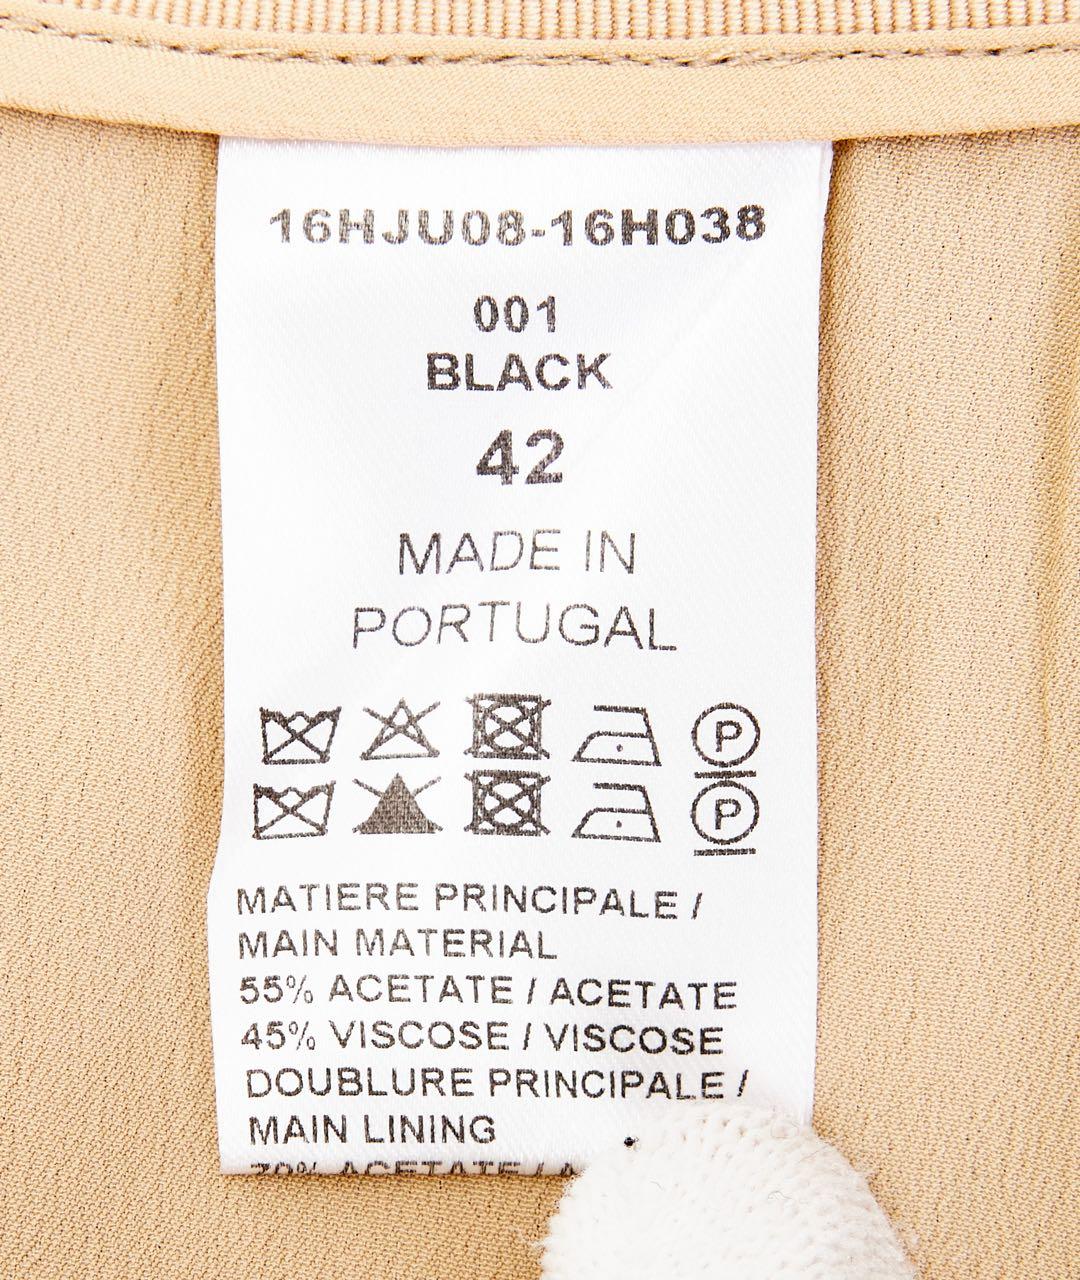 16HJU08-16H038
001
BLACK
42
MADE IN
PORTUGAL
P
P
MATIERE PRINCIPALE /
MAIN MATERIAL
55% ACETATE / ACETATE
45% VISCOSE / VISCOSE
DOUBLURE PRINCIPALE /
MAIN LINING
ACETATE /